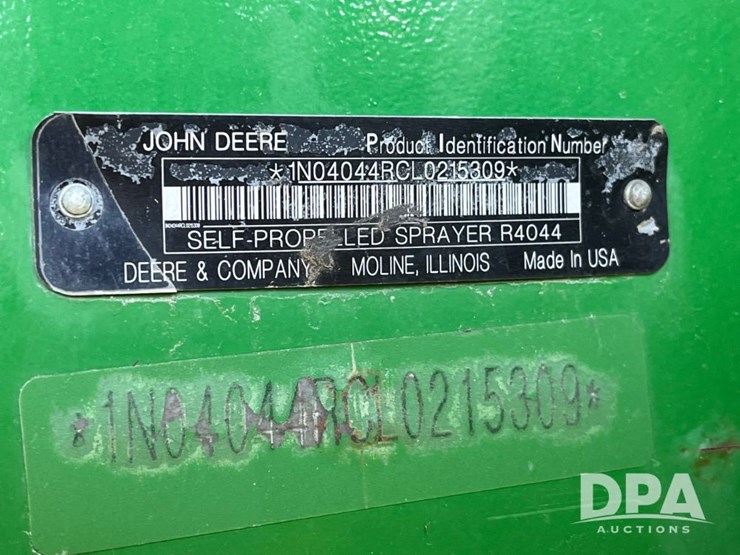 JOHN DEERE Product Identification Number
*1N04044RCL0215309*
SELF-PROPELLED SPRAYER R4044
DEERE & COMPANY MOLINE, ILLINOIS Made In USA
*1N04044RCL0215309*
DPA
AUCTIONS